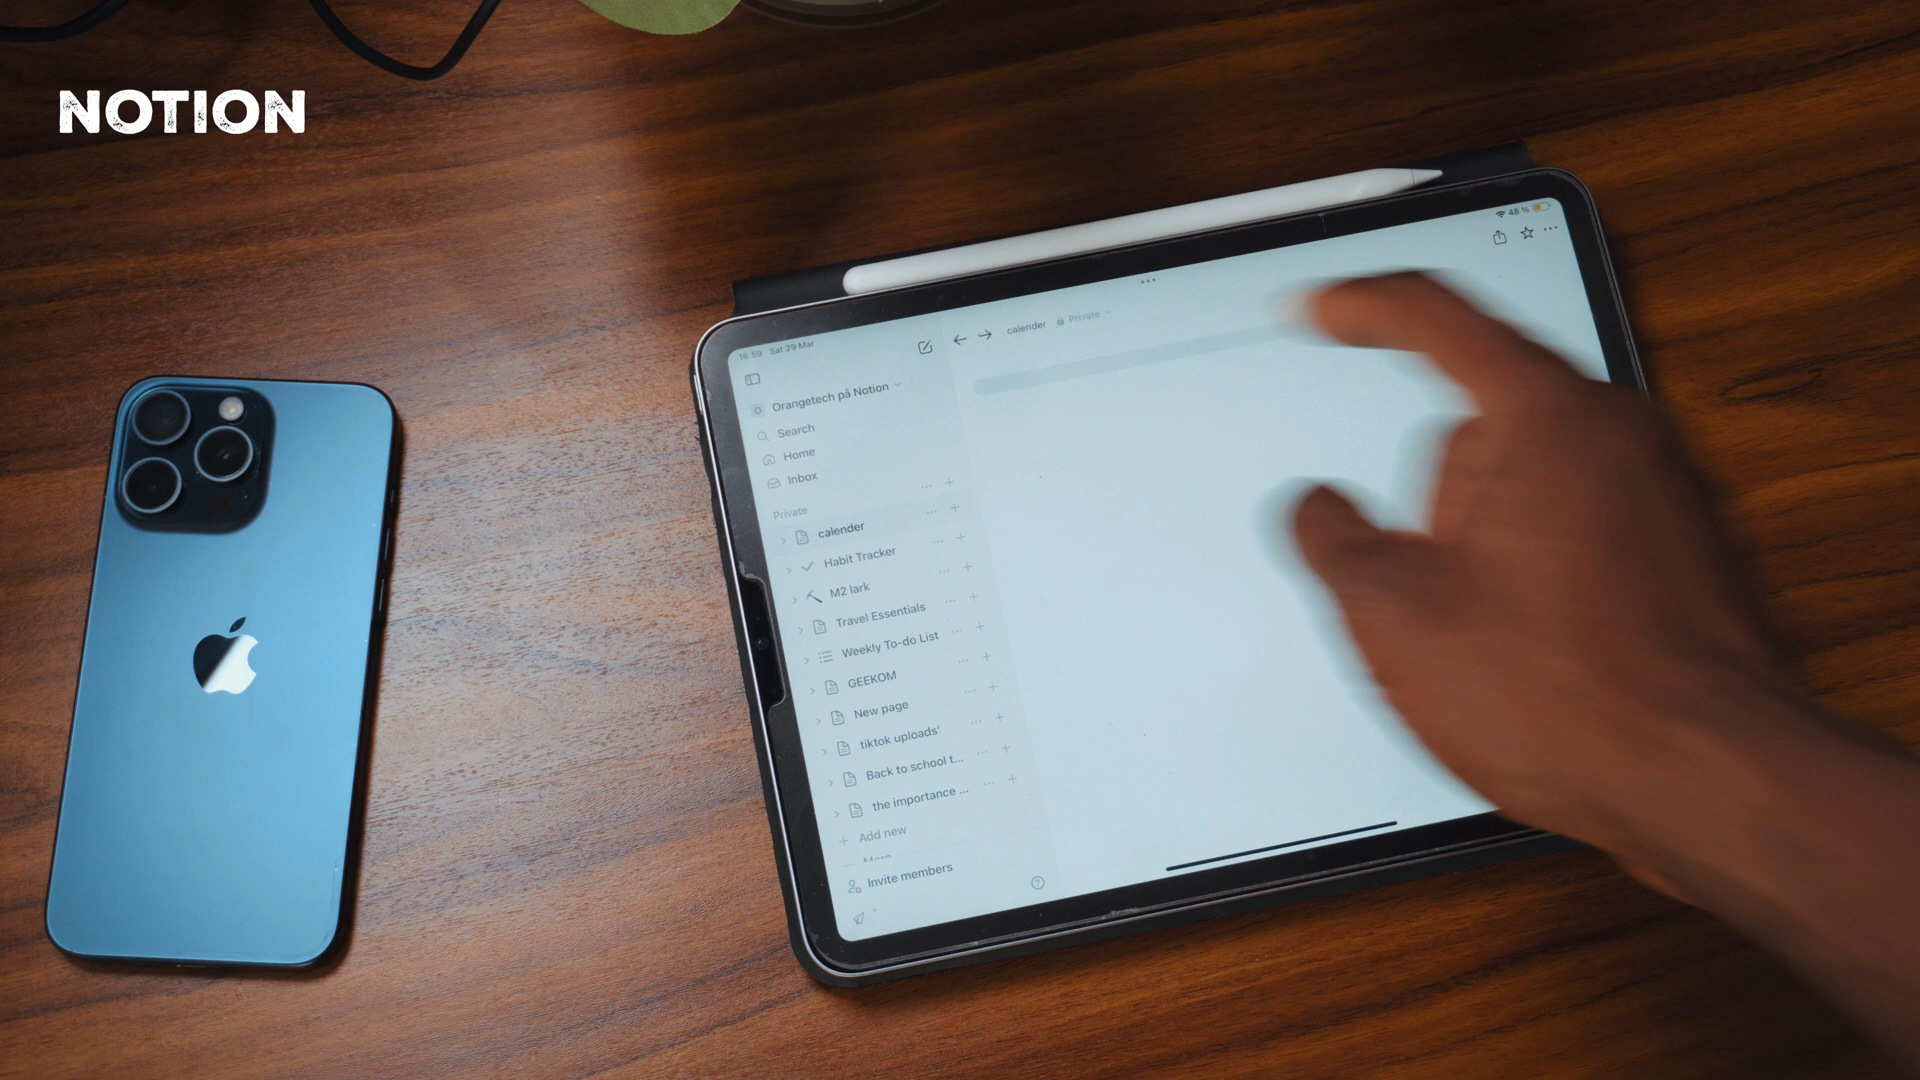 NOTION
48 %
16:59 Sat 29 Mar
calender Private
Orangetech på Notion
Search
Home
Inbox
Private
calender
Habit Tracker
M2 lark
Travel Essentials
Weekly To-do List
GEEKOM
New page
tiktok uploads'
Back to school t...
the importance ...
Add new
More
Invite members